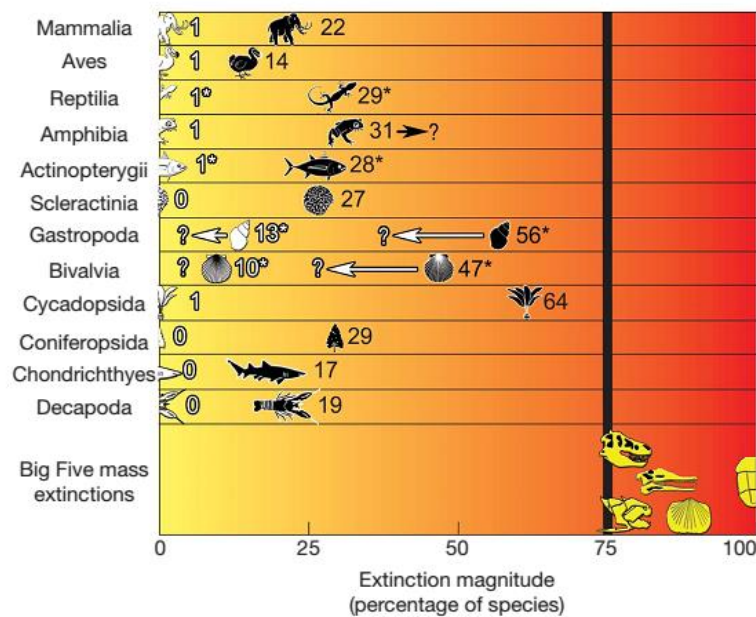 Mammalia 1 22
Aves 1 14
Reptilia 1* 29*
Amphibia 1 31 ?
Actinopterygii 1* 28*
Scleractinia 0 27
Gastropoda ? 13* ? 56*
Bivalvia ? 10* ? 47*
Cycadopsida 1 64
Coniferopsida 0 29
Chondrichthyes 0 17
Decapoda 0 19
Big Five mass
extinctions
0 25 50 75 100
Extinction magnitude
(percentage of species)